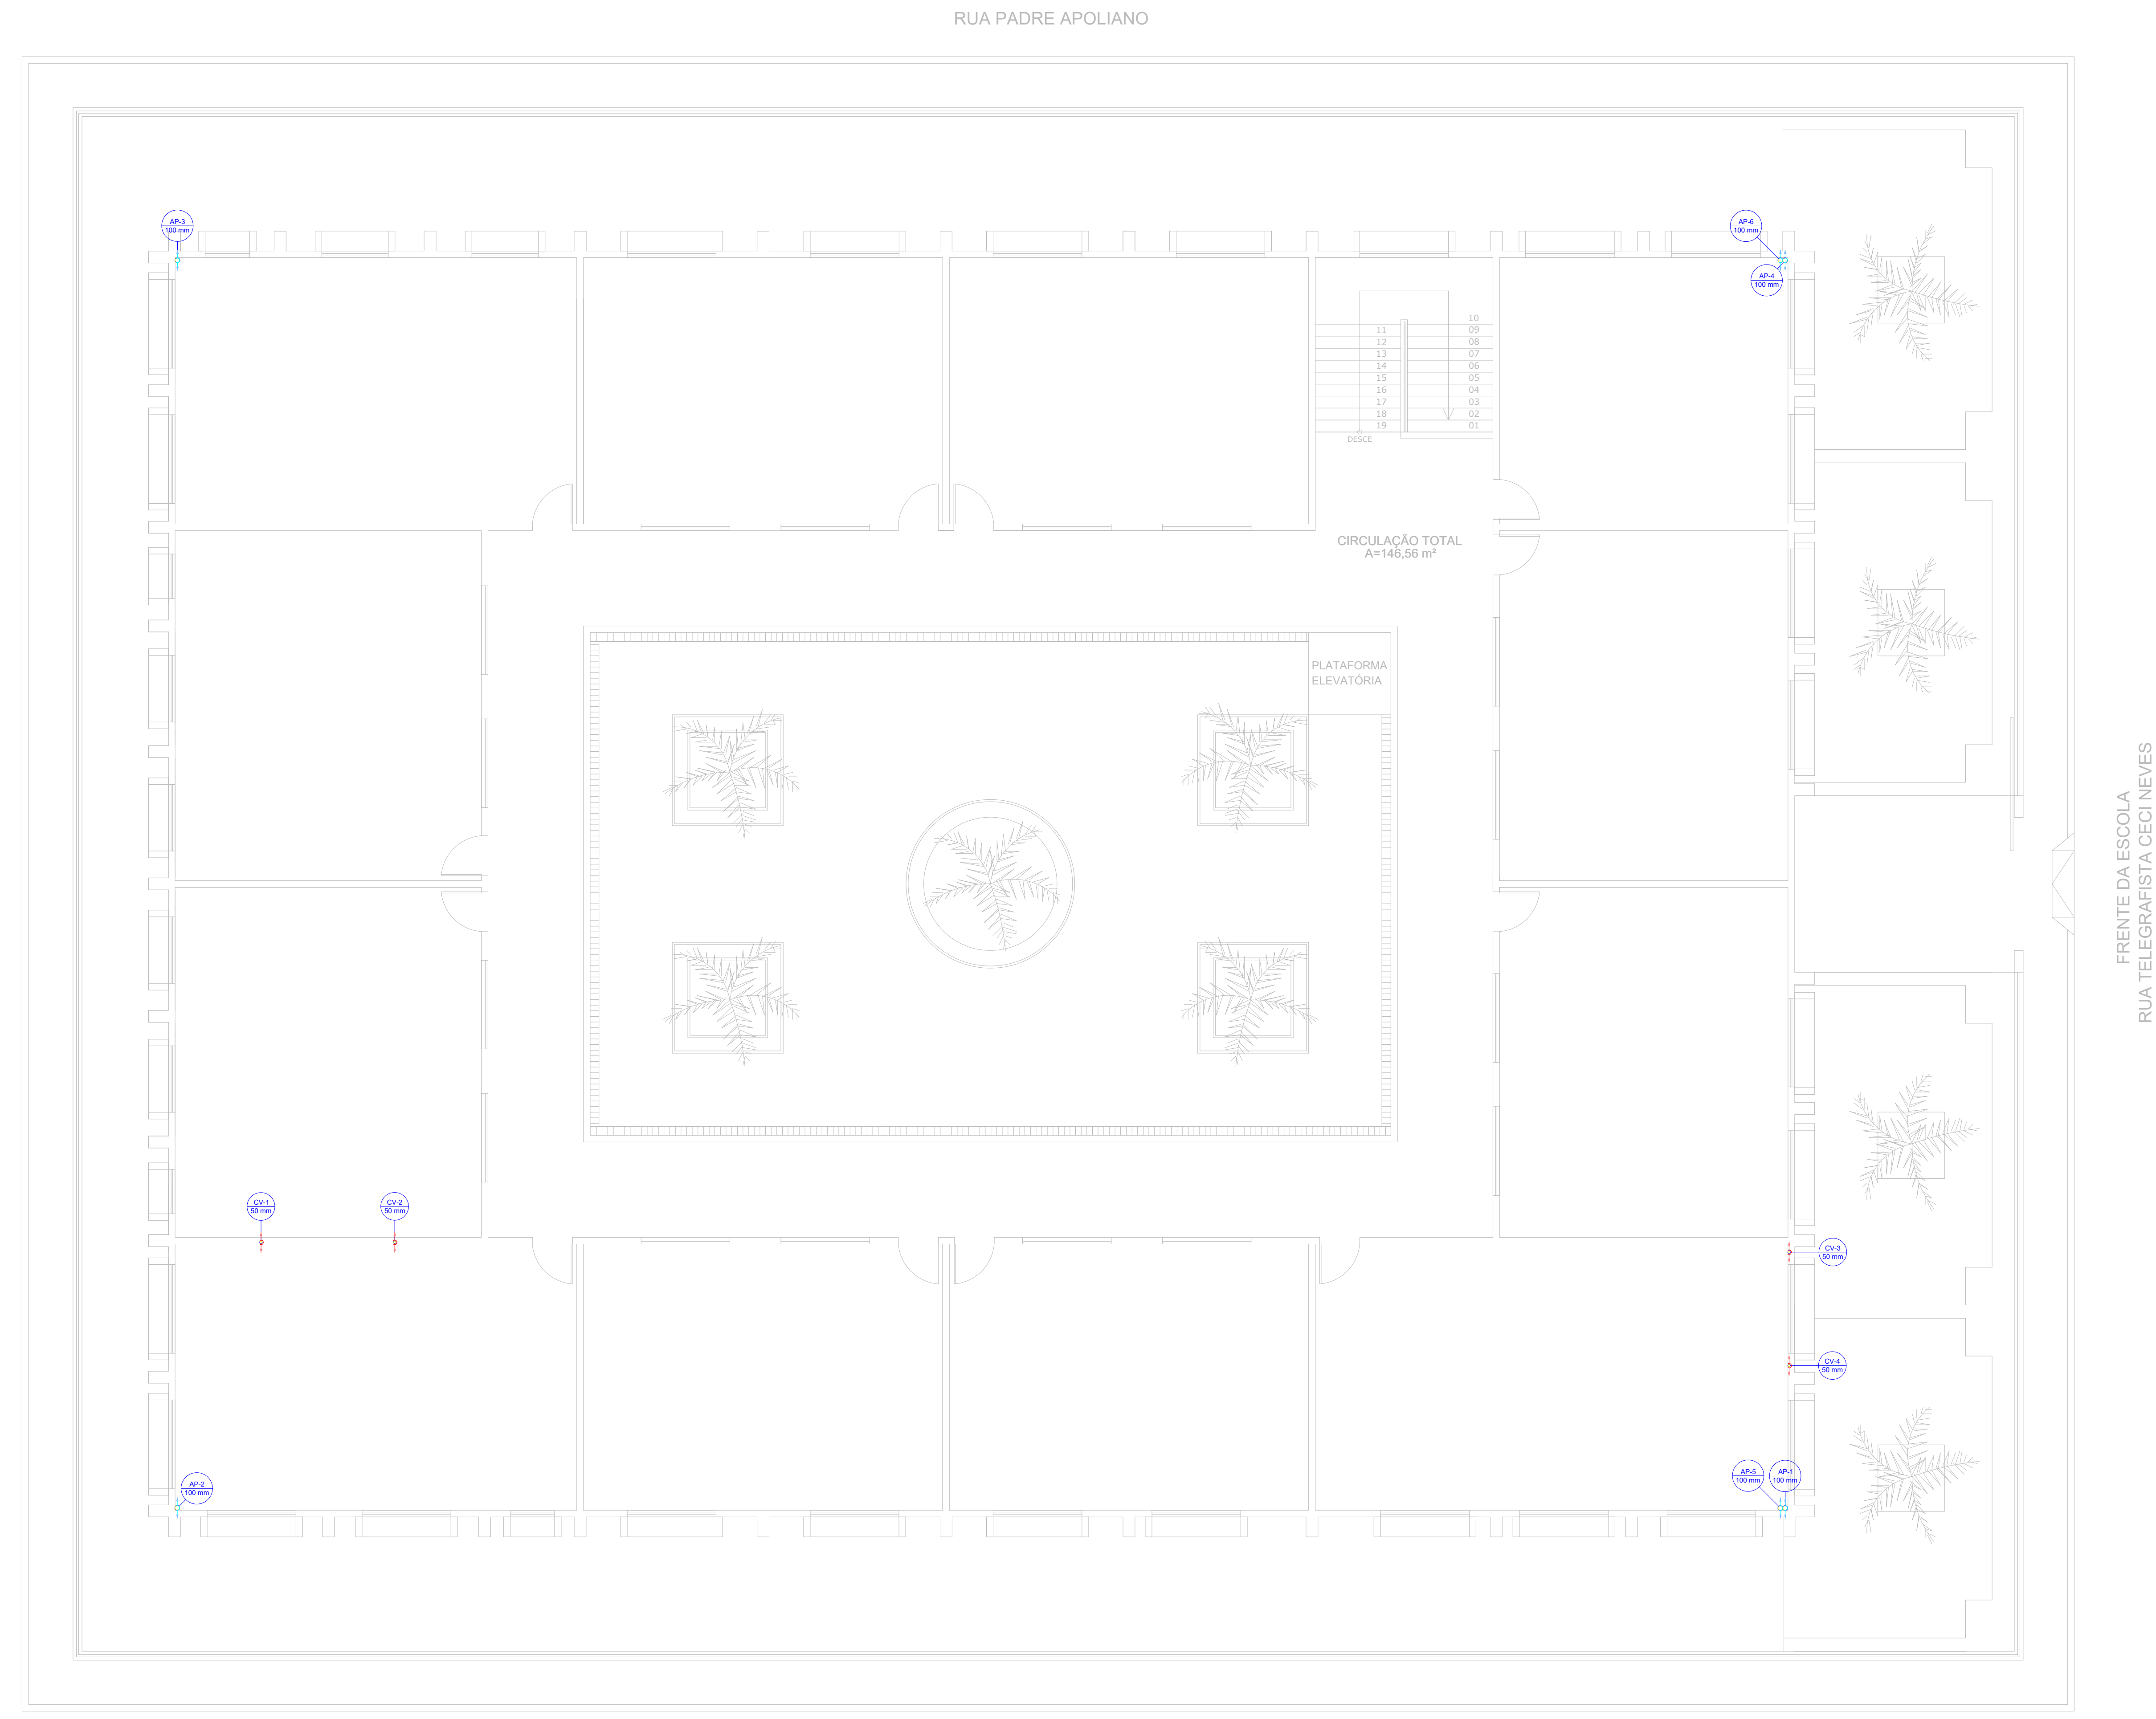 RUA PADRE APOLIANO
AP-3
100 mm
AP-6
100 mm
AP-4
100 mm
10
11
09
12
08
13
07
14
06
15
05
16
04
17
03
18
02
19
01
DESCE
CIRCULAÇÃO TOTAL
A=146,56 m²
PLATAFORMA
ELEVATÓRIA
FRENTE DA ESCOLA
RUA TELEGRAFISTA CECI NEVES
CV-1
50 mm
CV-2
50 mm
CV-3
50 mm
CV-4
50 mm
AP-2
100 mm
AP-5
100 mm
AP-1
100 mm